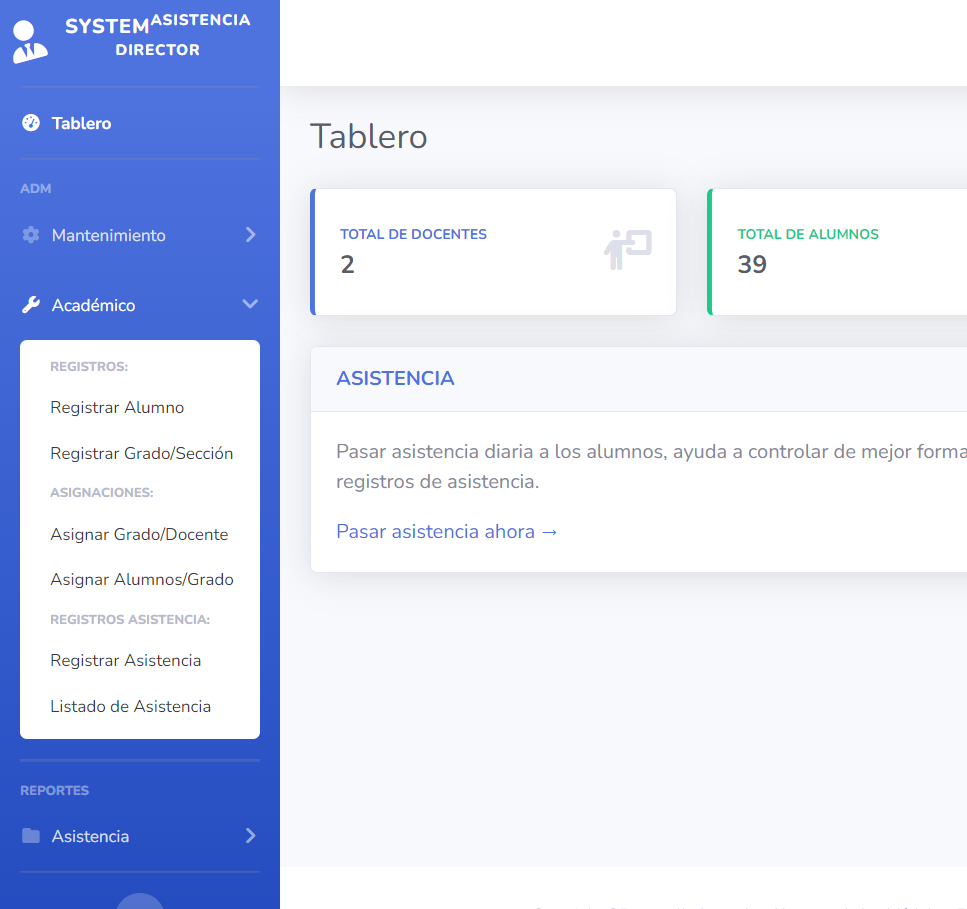 SYSTEM ASISTENCIA
DIRECTOR
Tablero
ADM
Mantenimiento
Académico
REGISTROS:
Registrar Alumno
Registrar Grado/Sección
ASIGNACIONES:
Asignar Grado/Docente
Asignar Alumnos/Grado
REGISTROS ASISTENCIA:
Registrar Asistencia
Listado de Asistencia
REPORTES
Asistencia
Tablero
TOTAL DE DOCENTES
2
TOTAL DE ALUMNOS
39
ASISTENCIA
Pasar asistencia diaria a los alumnos, ayuda a controlar de mejor forma
registros de asistencia.
Pasar asistencia ahora →